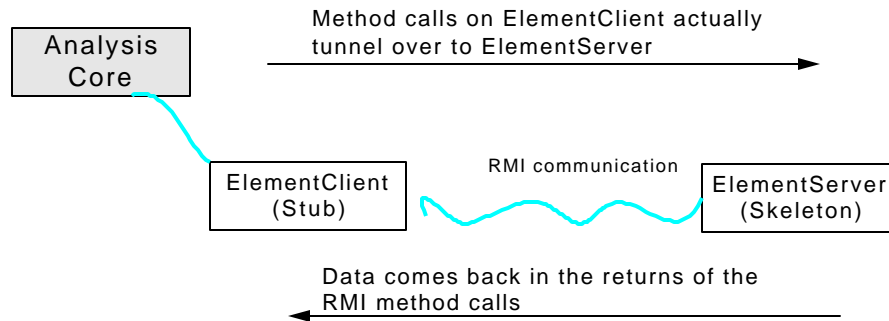 Method calls on ElementClient actually
tunnel over to ElementServer
Analysis
Core
RMI communication
ElementClient
(Stub)
ElementServer
(Skeleton)
Data comes back in the returns of the
RMI method calls